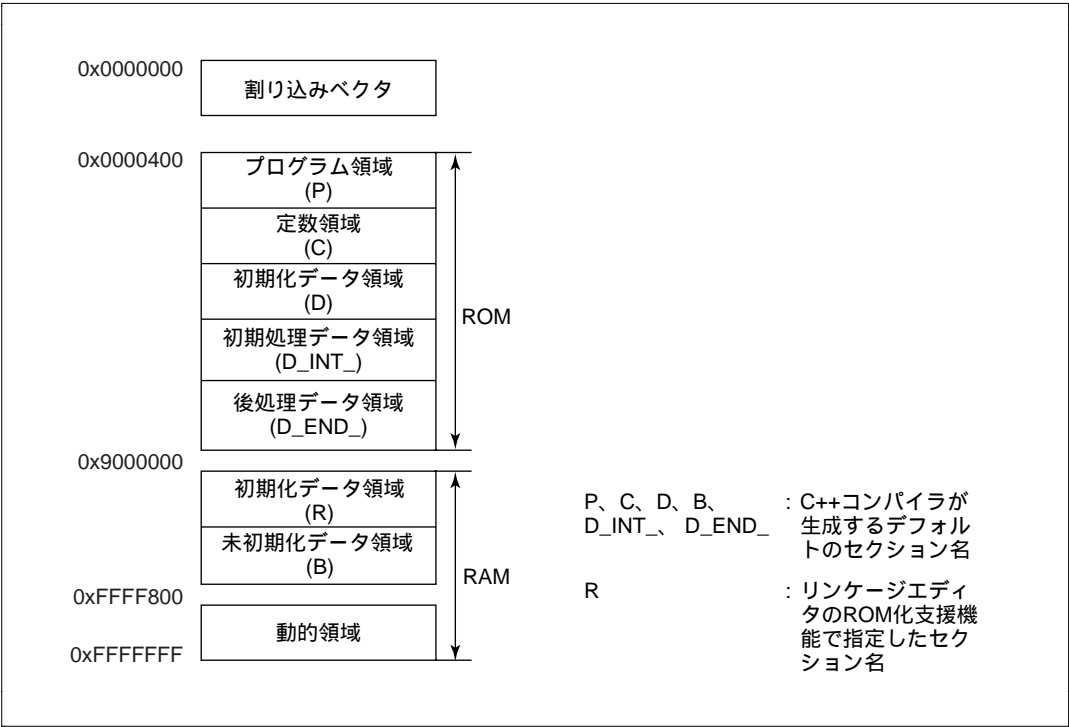 0x0000000
割り込みベクタ
0x0000400
プログラム領域
(P)
定数領域
(C)
初期化データ領域
(D)
初期処理データ領域
(D_INT_)
後処理データ領域
(D_END_)
ROM
0x9000000
初期化データ領域
(R)
未初期化データ領域
(B)
RAM
0xFFFF800
動的領域
0xFFFFFFF
P、C、D、B、 : C++コンパイラが
D_INT_、 D_END_ 生成するデフォル
トのセクション名
R : リンケージエディ
タのROM化支援機
能で指定したセク
ション名